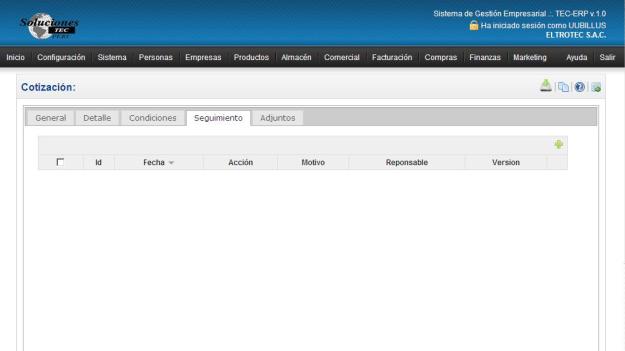 Soluciones
TEC
PERU
Sistema de Gestión Empresarial .:. TEC-ERP v.1.0
Ha iniciado sesión como UUBILLUS
ELTROTEC S.A.C.
Inicio Configuración Sistema Personas Empresas Productos Almacén Comercial Facturación Compras Finanzas Marketing Ayuda Salir
Cotización:
General Detalle Condiciones Seguimiento Adjuntos
Id Fecha Acción Motivo Reponsable Version